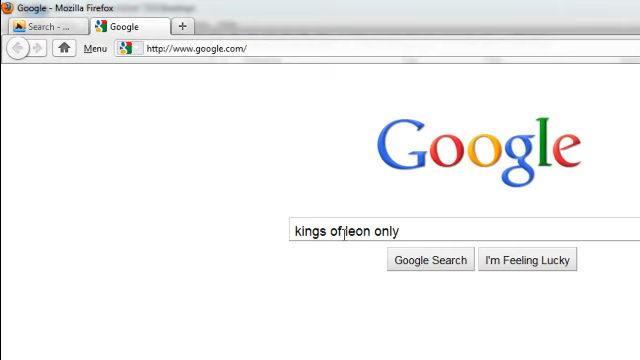 Google - Mozilla Firefox
Search - ...
Google
Menu
http://www.google.com/
Google
kings of leon only
Google Search
I'm Feeling Lucky